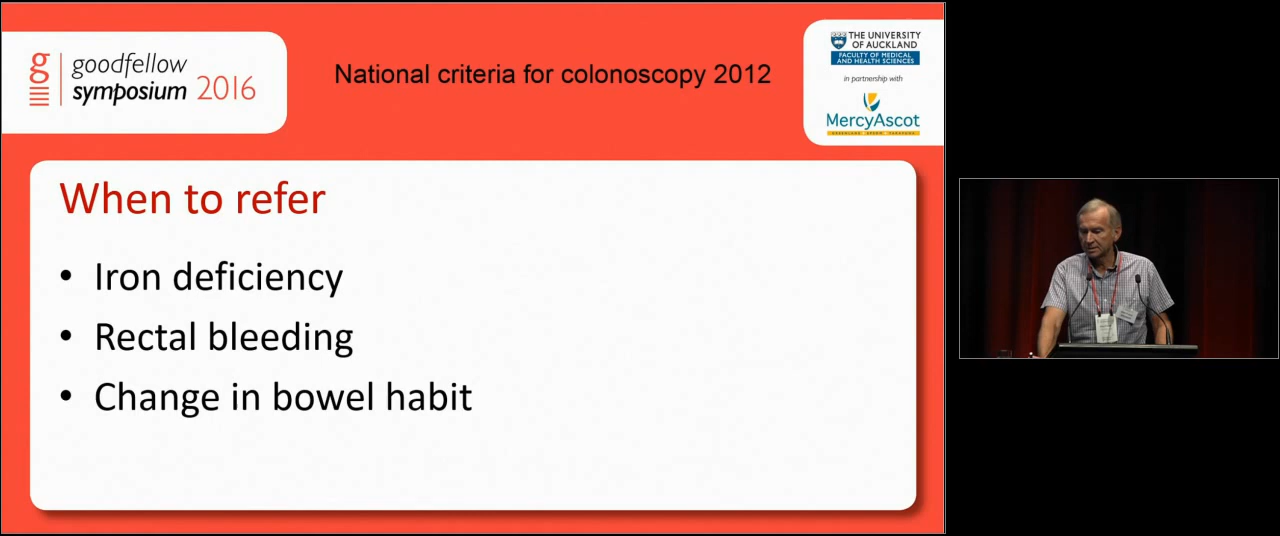 g
goodfellow
symposium 2016
National criteria for colonoscopy 2012
THE UNIVERSITY
OF AUCKLAND
FACULTY OF MEDICAL
AND HEALTH SCIENCES
in partnership with
MercyAscot
When to refer
• Iron deficiency
• Rectal bleeding
• Change in bowel habit